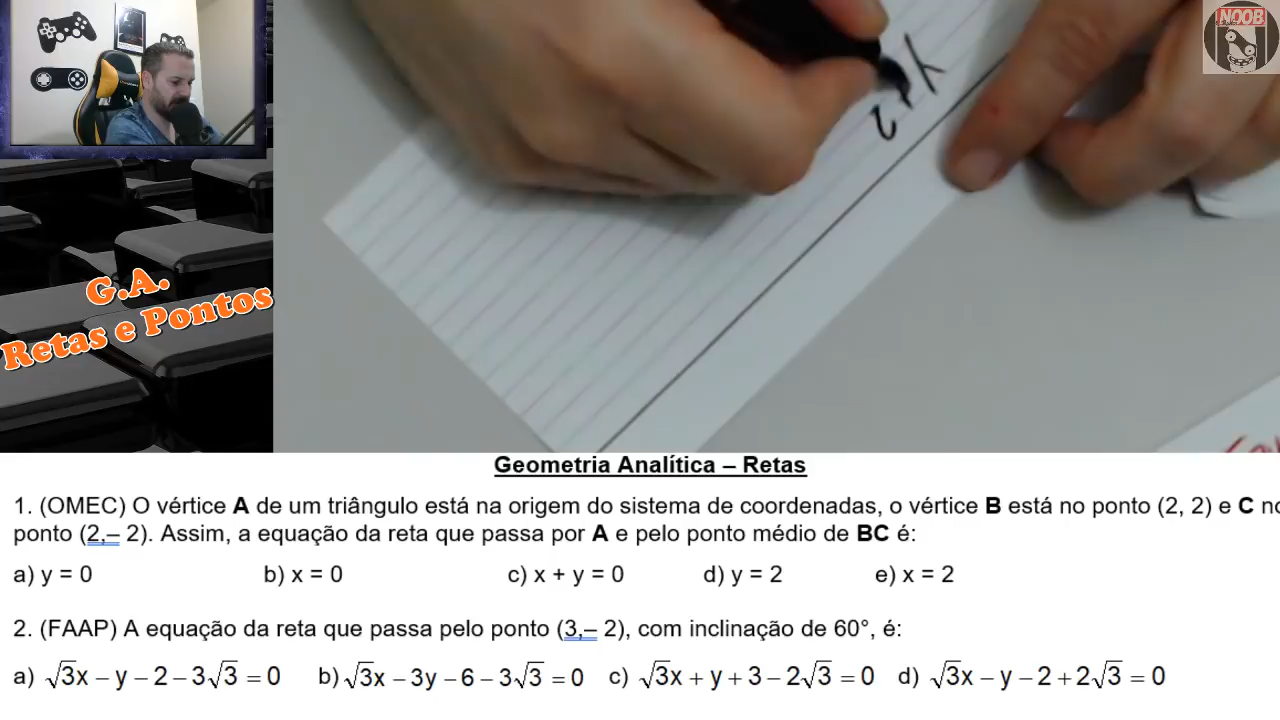 NOOB
G.A.
Retas e Pontos
Geometria Analítica – Retas
1. (OMEC) O vértice A de um triângulo está na origem do sistema de coordenadas, o vértice B está no ponto (2, 2) e C no
ponto (2,– 2). Assim, a equação da reta que passa por A e pelo ponto médio de BC é:
a) y = 0 b) x = 0 c) x + y = 0 d) y = 2 e) x = 2
2. (FAAP) A equação da reta que passa pelo ponto (3,– 2), com inclinação de 60°, é:
a) √3x – y – 2 – 3√3 = 0 b) √3x – 3y – 6 – 3√3 = 0 c) √3x + y + 3 – 2√3 = 0 d) √3x – y – 2 + 2√3 = 0